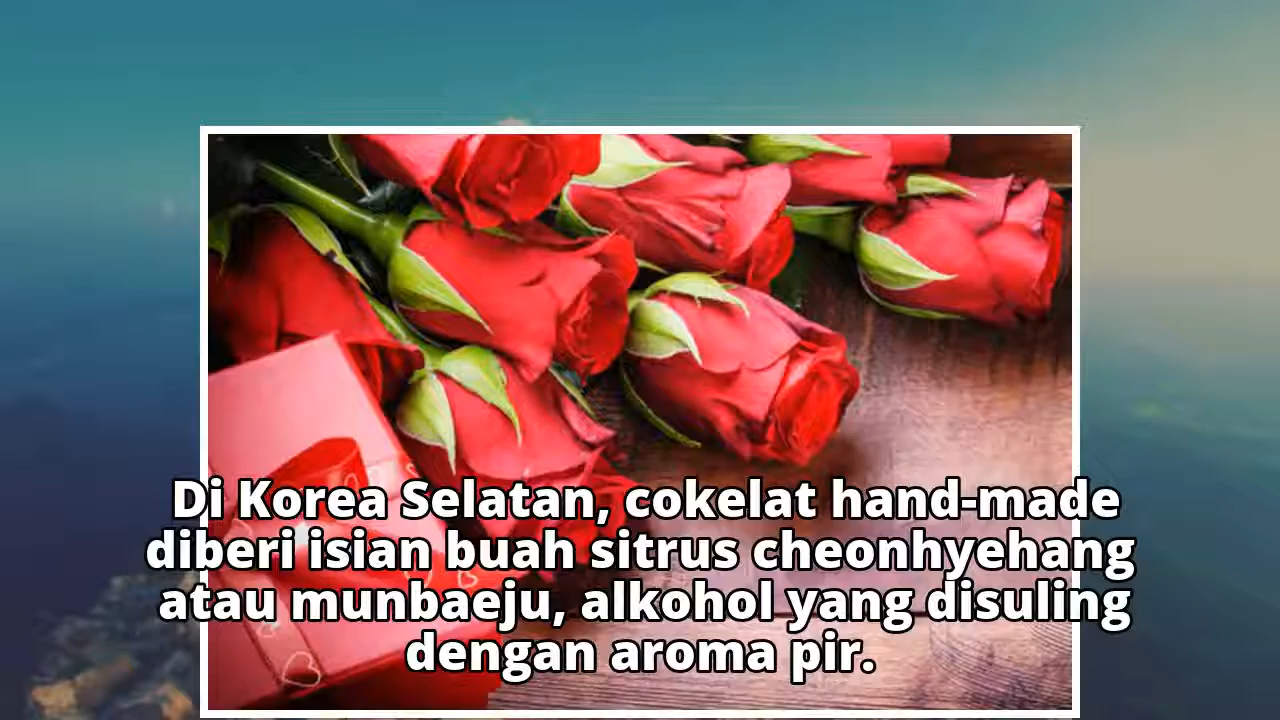 Di Korea Selatan, cokelat hand-made
diberi isian buah sitrus cheonhyehang
atau munbaeju, alkohol yang disuling
dengan aroma pir.